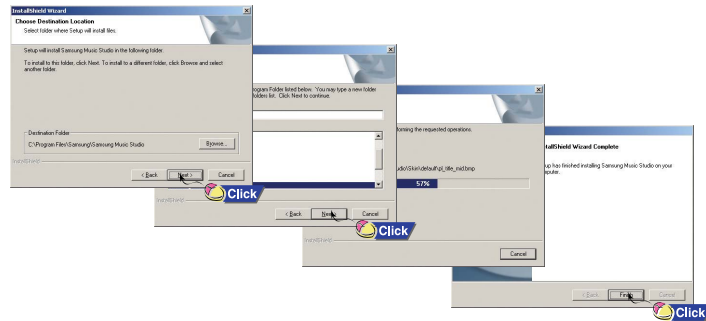 InstallShield Wizard
Choose Destination Location
Select folder where Setup will install files.
Setup will install Samsung Music Studio in the following folder.
To install to this folder, click Next. To install to a different folder, click Browse and select
another folder.
Destination Folder
C:\Program Files\Samsung\Samsung Music Studio
Browse...
InstallShield
< Back
Next >
Cancel
Click
rogram Folder listed below. You may type a new folder
folders list. Click Next to continue.
InstallShield
< Back
Next
Cancel
Click
forming the requested operations.
udio\Skin\default\pl_title_mid.bmp
57%
InstallShield
Cancel
tallShield Wizard Complete
up has finished installing Samsung Music Studio on your
mputer.
< Back
Finish
Cancel
Click